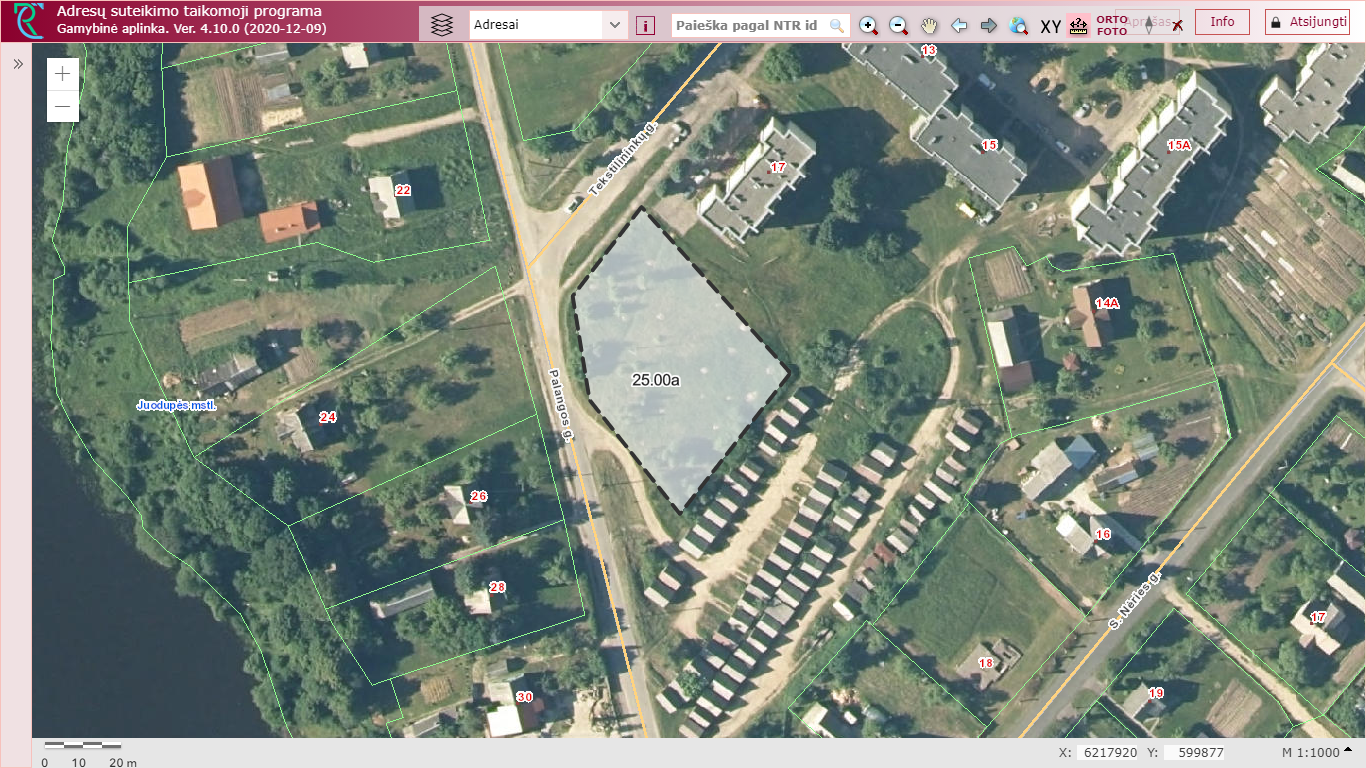 Adresų suteikimo taikomoji programa
Gamybinė aplinka. Ver. 4.10.0 (2020-12-09)
Adresai
Paieška pagal NTR id
XY
ORTO
FOTO
Aprašas
Info
Atsijungti
13
15
15A
17
Tekstilininkų g.
22
14A
25.00a
Palangos g.
Juodupės mstl.
24
26
16
28
S. Nėries g.
17
18
19
30
0 10 20 m
X: 6217920 Y: 599877 M 1:1000